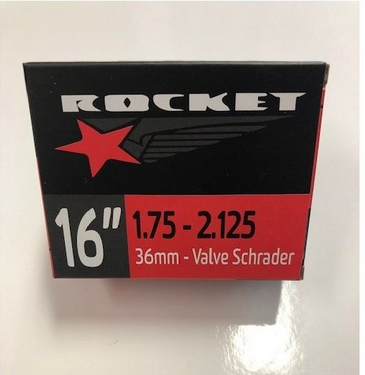 ROCKET
16"
1.75 - 2.125
36mm - Valve Schrader